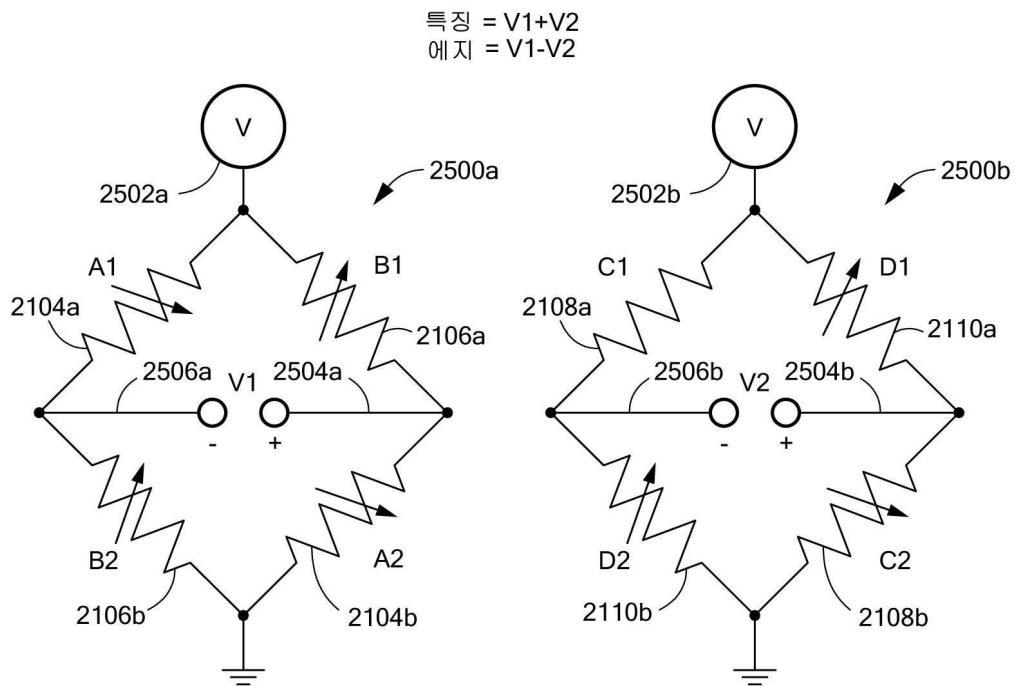 특징 = V1+V2
에지 = V1-V2
V
V
2502a
2500a
2502b
2500b
A1
B1
C1
D1
2104a
2106a
2108a
2110a
2506a
V1
2504a
2506b
V2
2504b
-
+
-
+
B2
A2
D2
C2
2106b
2104b
2110b
2108b